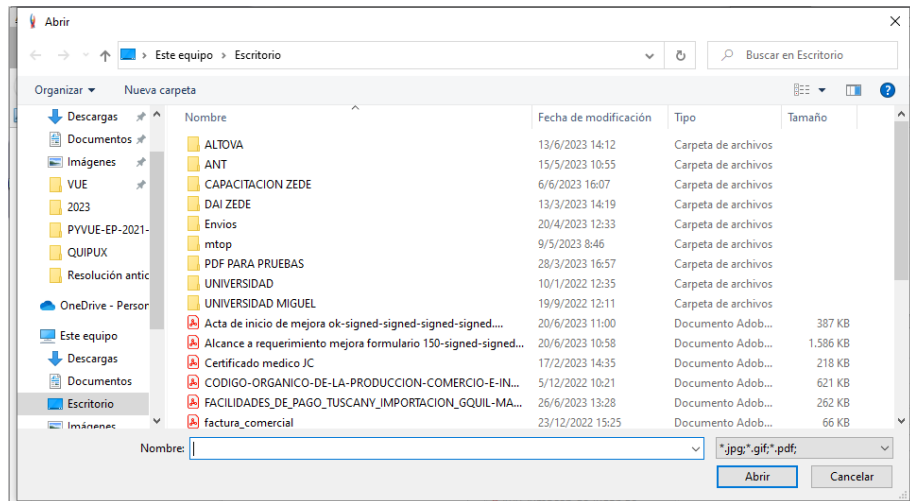 Abrir
Este equipo > Escritorio
Buscar en Escritorio
Organizar
Nueva carpeta
Nombre Fecha de modificación Tipo Tamaño
Descargas
Documentos
Imágenes
VUE
2023
PYVUE-EP-2021-
QUIPUX
Resolución antic
OneDrive - Person
Este equipo
Descargas
Documentos
Escritorio
Imágenes
ALTOVA 13/6/2023 14:12 Carpeta de archivos
ANT 15/5/2023 10:55 Carpeta de archivos
CAPACITACION ZEDE 6/6/2023 16:07 Carpeta de archivos
DAI ZEDE 13/3/2023 14:19 Carpeta de archivos
Envios 20/4/2023 12:33 Carpeta de archivos
mtop 9/5/2023 8:46 Carpeta de archivos
PDF PARA PRUEBAS 28/3/2023 16:57 Carpeta de archivos
UNIVERSIDAD 10/1/2022 12:35 Carpeta de archivos
UNIVERSIDAD MIGUEL 19/9/2022 12:11 Carpeta de archivos
Acta de inicio de mejora ok-signed-signed-signed-signed.... 20/6/2023 11:00 Documento Adob... 387 KB
Alcance a requerimiento mejora formulario 150-signed-signed... 20/6/2023 10:58 Documento Adob... 1.586 KB
Certificado medico JC 17/2/2023 14:35 Documento Adob... 218 KB
CODIGO-ORGANICO-DE-LA-PRODUCCION-COMERCIO-E-IN... 5/12/2022 10:21 Documento Adob... 621 KB
FACILIDADES_DE_PAGO_TUSCANY_IMPORTACION_GQUIL-MA... 26/6/2023 13:28 Documento Adob... 262 KB
factura_comercial 23/12/2022 15:25 Documento Adob... 66 KB
Nombre:
*.jpg;*.gif;*.pdf;
Abrir
Cancelar